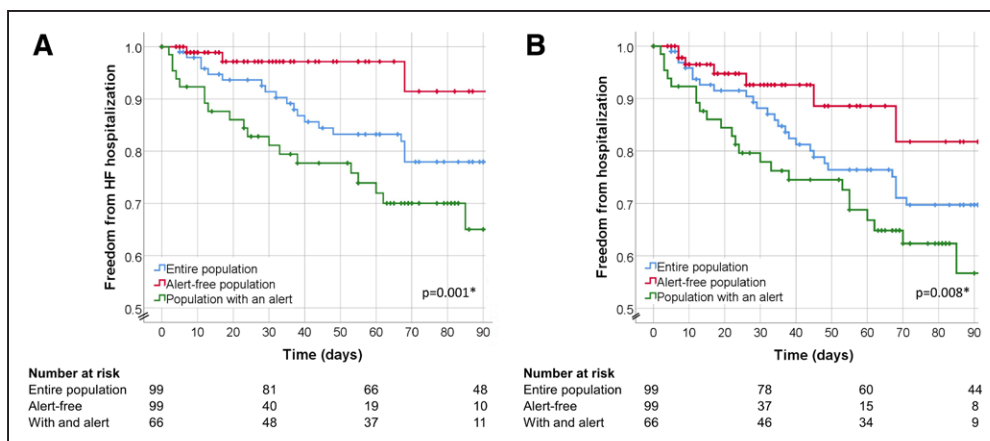 A
Freedom from HF hospitalization
1.0
0.9
0.8
0.7
0.6
0.5
Entire population
Alert-free population
Population with an alert
p=0.001*
0 10 20 30 40 50 60 70 80 90
Time (days)
Number at risk
Entire population 99 81 66 48
Alert-free 99 40 19 10
With and alert 66 48 37 11
B
Freedom from hospitalization
1.0
0.9
0.8
0.7
0.6
0.5
Entire population
Alert-free population
Population with an alert
p=0.008*
0 10 20 30 40 50 60 70 80 90
Time (days)
Number at risk
Entire population 99 78 60 44
Alert-free 99 37 15 8
With and alert 66 46 34 9